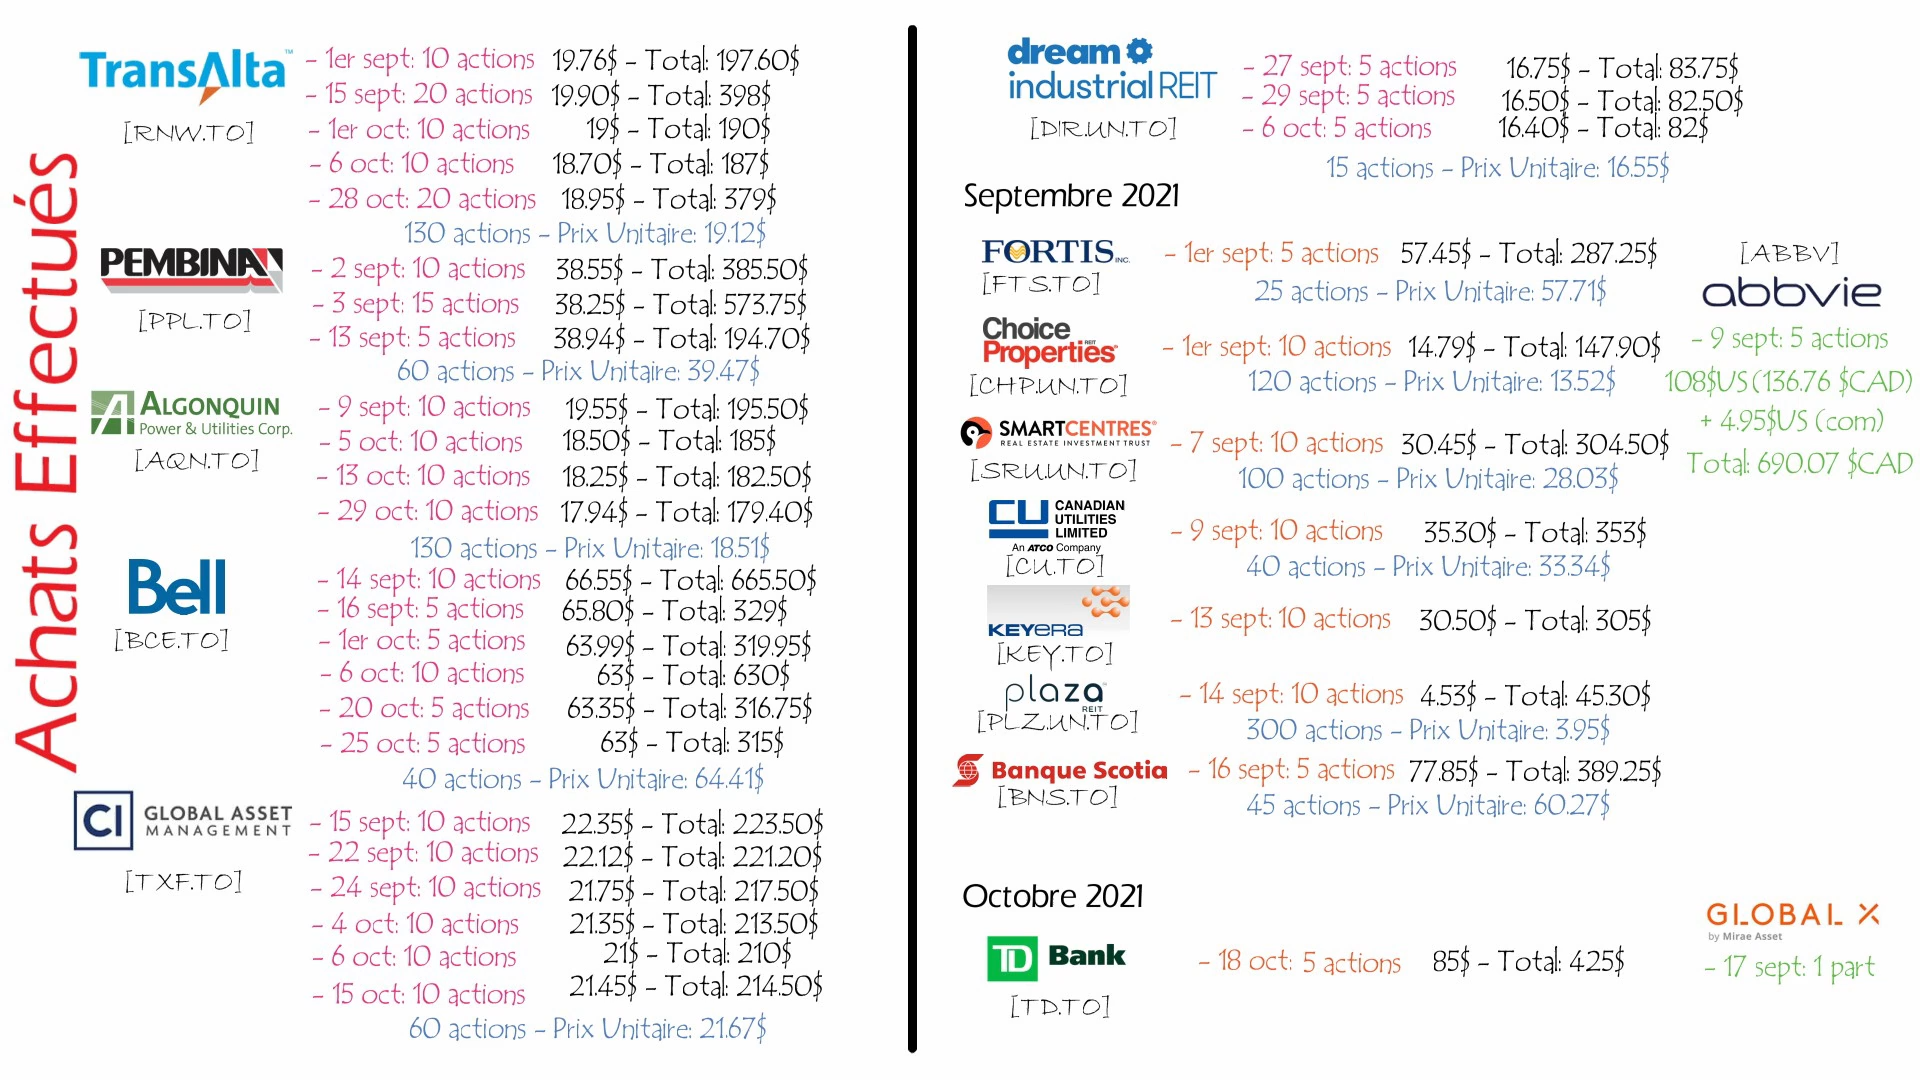 Achats Effectués
TransAlta™
[RNW.TO]
- 1er sept: 10 actions 19.76$ - Total: 197.60$
- 15 sept: 20 actions 19.90$ - Total: 398$
- 1er oct: 10 actions 19$ - Total: 190$
- 6 oct: 10 actions 18.70$ - Total: 187$
- 28 oct: 20 actions 18.95$ - Total: 379$
130 actions - Prix Unitaire: 19.12$
PEMBINA
[PPL.TO]
- 2 sept: 10 actions 38.55$ - Total: 385.50$
- 3 sept: 15 actions 38.25$ - Total: 573.75$
- 13 sept: 5 actions 38.94$ - Total: 194.70$
60 actions - Prix Unitaire: 39.47$
ALGONQUIN
Power & Utilities Corp.
[AQN.TO]
- 9 sept: 10 actions 19.55$ - Total: 195.50$
- 5 oct: 10 actions 18.50$ - Total: 185$
- 13 oct: 10 actions 18.25$ - Total: 182.50$
- 29 oct: 10 actions 17.94$ - Total: 179.40$
130 actions - Prix Unitaire: 18.51$
Bell
[BCE.TO]
- 14 sept: 10 actions 66.55$ - Total: 665.50$
- 16 sept: 5 actions 65.80$ - Total: 329$
- 1er oct: 5 actions 63.99$ - Total: 319.95$
- 6 oct: 10 actions 63$ - Total: 630$
- 20 oct: 5 actions 63.35$ - Total: 316.75$
- 25 oct: 5 actions 63$ - Total: 315$
40 actions - Prix Unitaire: 64.41$
CI GLOBAL ASSET
MANAGEMENT
[TXF.TO]
- 15 sept: 10 actions 22.35$ - Total: 223.50$
- 22 sept: 10 actions 22.12$ - Total: 221.20$
- 24 sept: 10 actions 21.75$ - Total: 217.50$
- 4 oct: 10 actions 21.35$ - Total: 213.50$
- 6 oct: 10 actions 21$ - Total: 210$
- 15 oct: 10 actions 21.45$ - Total: 214.50$
60 actions - Prix Unitaire: 21.67$
dream
industrial REIT
[DIR.UN.TO]
- 27 sept: 5 actions 16.75$ - Total: 83.75$
- 29 sept: 5 actions 16.50$ - Total: 82.50$
- 6 oct: 5 actions 16.40$ - Total: 82$
15 actions - Prix Unitaire: 16.55$
Septembre 2021
FORTIS INC.
[FTS.TO]
- 1er sept: 5 actions 57.45$ - Total: 287.25$
25 actions - Prix Unitaire: 57.71$
Choice
Properties REIT
[CHP.UN.TO]
- 1er sept: 10 actions 14.79$ - Total: 147.90$
120 actions - Prix Unitaire: 13.52$
SMARTCENTRES®
REAL ESTATE INVESTMENT TRUST
[SRU.UN.TO]
- 7 sept: 10 actions 30.45$ - Total: 304.50$
100 actions - Prix Unitaire: 28.03$
CU CANADIAN
UTILITIES
LIMITED
An ATCO Company
[CU.TO]
- 9 sept: 10 actions 35.30$ - Total: 353$
40 actions - Prix Unitaire: 33.34$
KEYERA
[KEY.TO]
- 13 sept: 10 actions 30.50$ - Total: 305$
plaza
REIT
[PLZ.UN.TO]
- 14 sept: 10 actions 4.53$ - Total: 45.30$
300 actions - Prix Unitaire: 3.95$
Banque Scotia
[BNS.TO]
- 16 sept: 5 actions 77.85$ - Total: 389.25$
45 actions - Prix Unitaire: 60.27$
[ABBV]
abbvie
- 9 sept: 5 actions
108$US (136.76 $CAD)
+ 4.95$US (com)
Total: 690.07 $CAD
Octobre 2021
TD Bank
[TD.TO]
- 18 oct: 5 actions 85$ - Total: 425$
GLOBAL X
by Mirae Asset
- 17 sept: 1 part